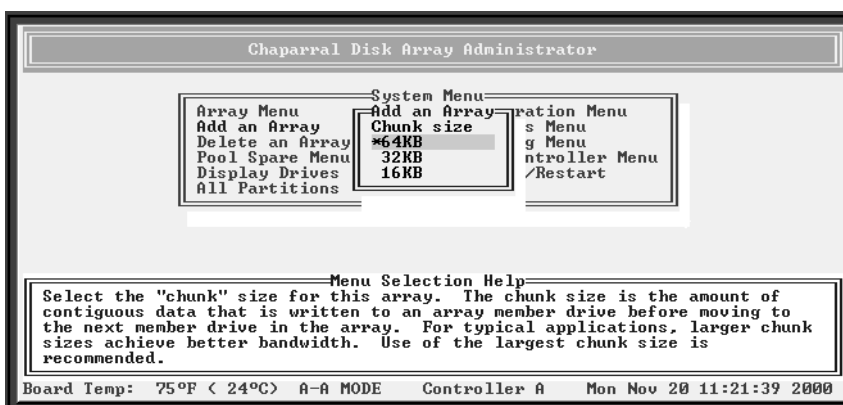 Chaparral Disk Array Administrator
System Menu
Array Menu
Add an Array
Delete an Array
Pool Spare Menu
Display Drives
All Partitions
Add an Array
Chunk size
*64KB
32KB
16KB
ration Menu
s Menu
g Menu
ntroller Menu
/Restart
Menu Selection Help
Select the "chunk" size for this array. The chunk size is the amount of
contiguous data that is written to an array member drive before moving to
the next member drive in the array. For typical applications, larger chunk
sizes achieve better bandwidth. Use of the largest chunk size is
recommended.
Board Temp: 75ºF ( 24ºC) A-A MODE Controller A Mon Nov 20 11:21:39 2000